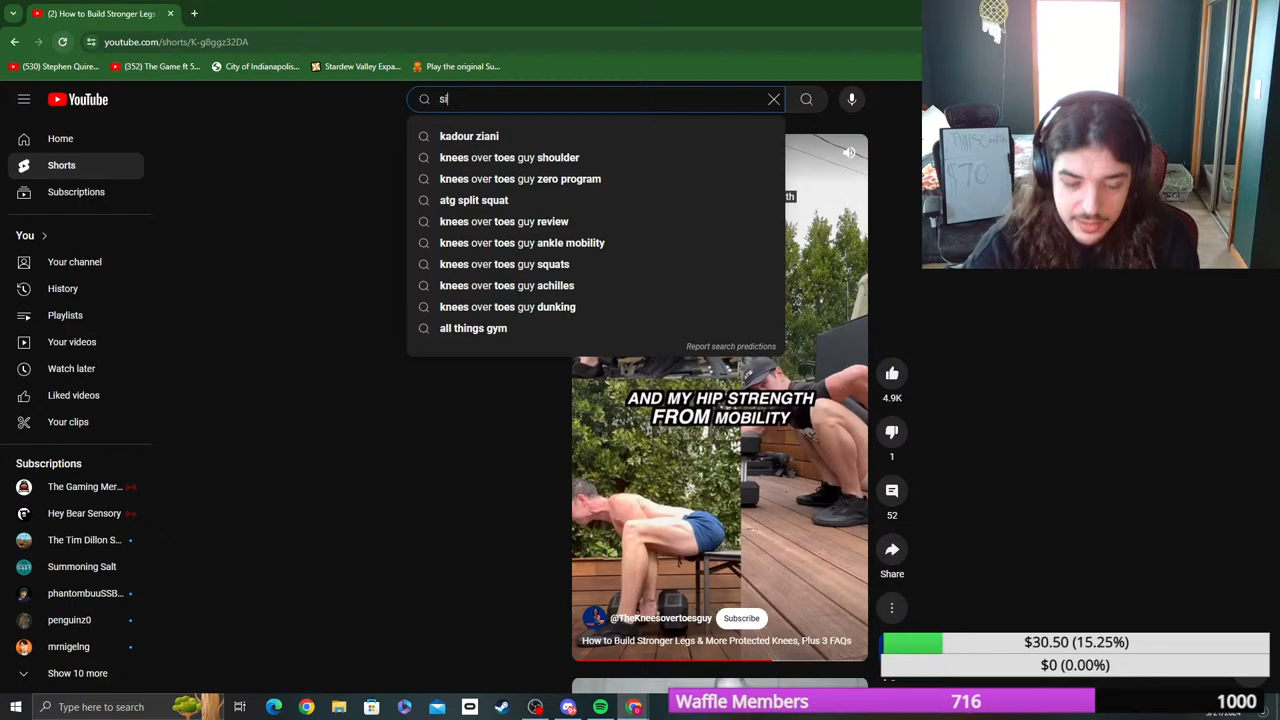 (2) How to Build Stronger Legs
youtube.com/shorts/K-g8ggz32DA
(530) Stephen Quire...
(352) The Game ft 5...
City of Indianapolis...
Stardew Valley Expa...
Play the original Su...
YouTube
si
Home
Shorts
Subscriptions
You
Your channel
History
Playlists
Your videos
Watch later
Liked videos
Your clips
Subscriptions
The Gaming Mer...
Hey Bear Sensory
The Tim Dillon S...
Summoning Salt
phantombuuSSB...
penguinz0
mrnigelng
Show 10 more
kadour ziani
knees over toes guy shoulder
knees over toes guy zero program
atg split squat
knees over toes guy review
knees over toes guy ankle mobility
knees over toes guy squats
knees over toes guy achilles
knees over toes guy dunking
all things gym
Report search predictions
th
AND MY HIP STRENGTH
FROM MOBILITY
@TheKneesovertoesguy
Subscribe
How to Build Stronger Legs & More Protected Knees, Plus 3 FAQs
4.9K
1
52
Share
$70
$30.50 (15.25%)
$0 (0.00%)
Waffle Members 716 1000
Type here to search